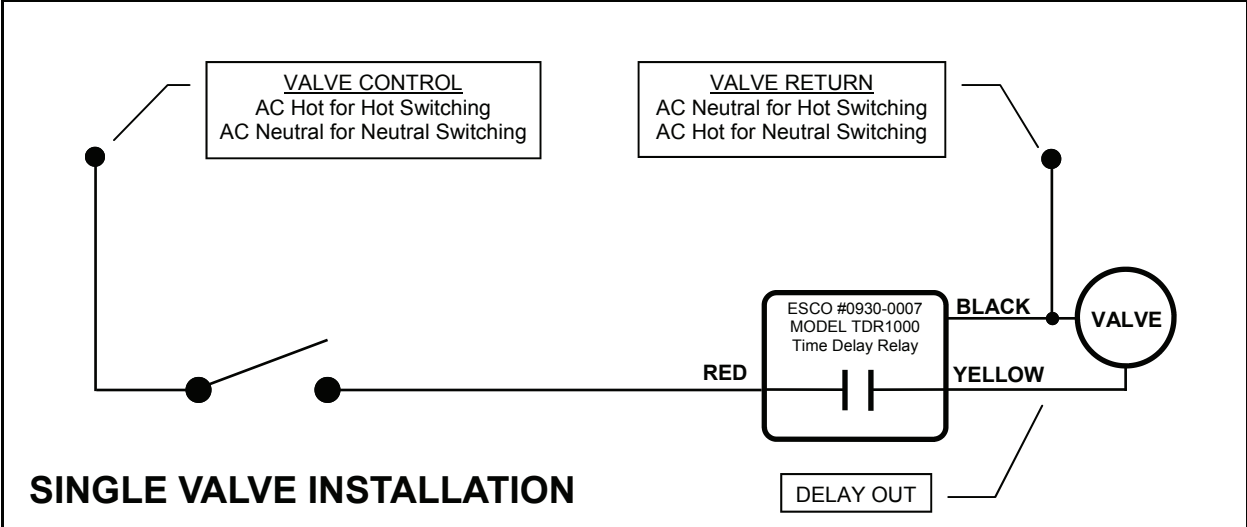 VALVE CONTROL
AC Hot for Hot Switching
AC Neutral for Neutral Switching
VALVE RETURN
AC Neutral for Hot Switching
AC Hot for Neutral Switching
ESCO #0930-0007
MODEL TDR1000
Time Delay Relay
BLACK
VALVE
RED
YELLOW
SINGLE VALVE INSTALLATION
DELAY OUT